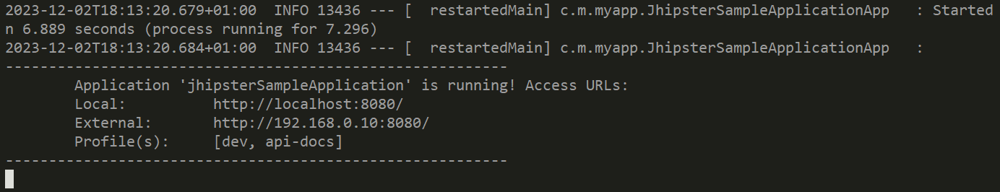 2023-12-02T18:13:20.679+01:00  INFO 13436 --- [  restartedMain] c.m.myapp.JhipsterSampleApplicationApp   : Started
n 6.889 seconds (process running for 7.296)
2023-12-02T18:13:20.684+01:00  INFO 13436 --- [  restartedMain] c.m.myapp.JhipsterSampleApplicationApp   :
----------------------------------------------------------
        Application 'jhipsterSampleApplication' is running! Access URLs:
        Local:          http://localhost:8080/
        External:       http://192.168.0.10:8080/
        Profile(s):     [dev, api-docs]
----------------------------------------------------------